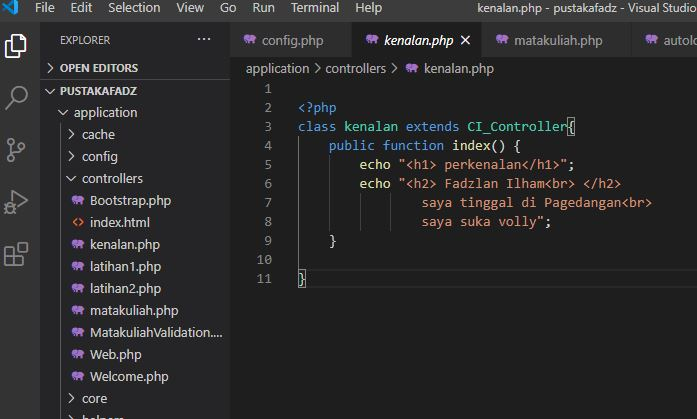 File Edit Selection View Go Run Terminal Help kenalan.php - pustakafadz - Visual Studio
EXPLORER ···
OPEN EDITORS
PUSTAKAFADZ
application
cache
config
controllers
Bootstrap.php
index.html
kenalan.php
latihan1.php
latihan2.php
matakuliah.php
MatakuliahValidation....
Web.php
Welcome.php
core
helpers
config.php kenalan.php × matakuliah.php autolo
application > controllers > kenalan.php
1
2 <?php
3 class kenalan extends CI_Controller{
4 public function index() {
5 echo "<h1> perkenalan</h1>";
6 echo "<h2> Fadzlan Ilham<br> </h2>
7 saya tinggal di Pagedangan<br>
8 saya suka volly";
9 }
10
11 }